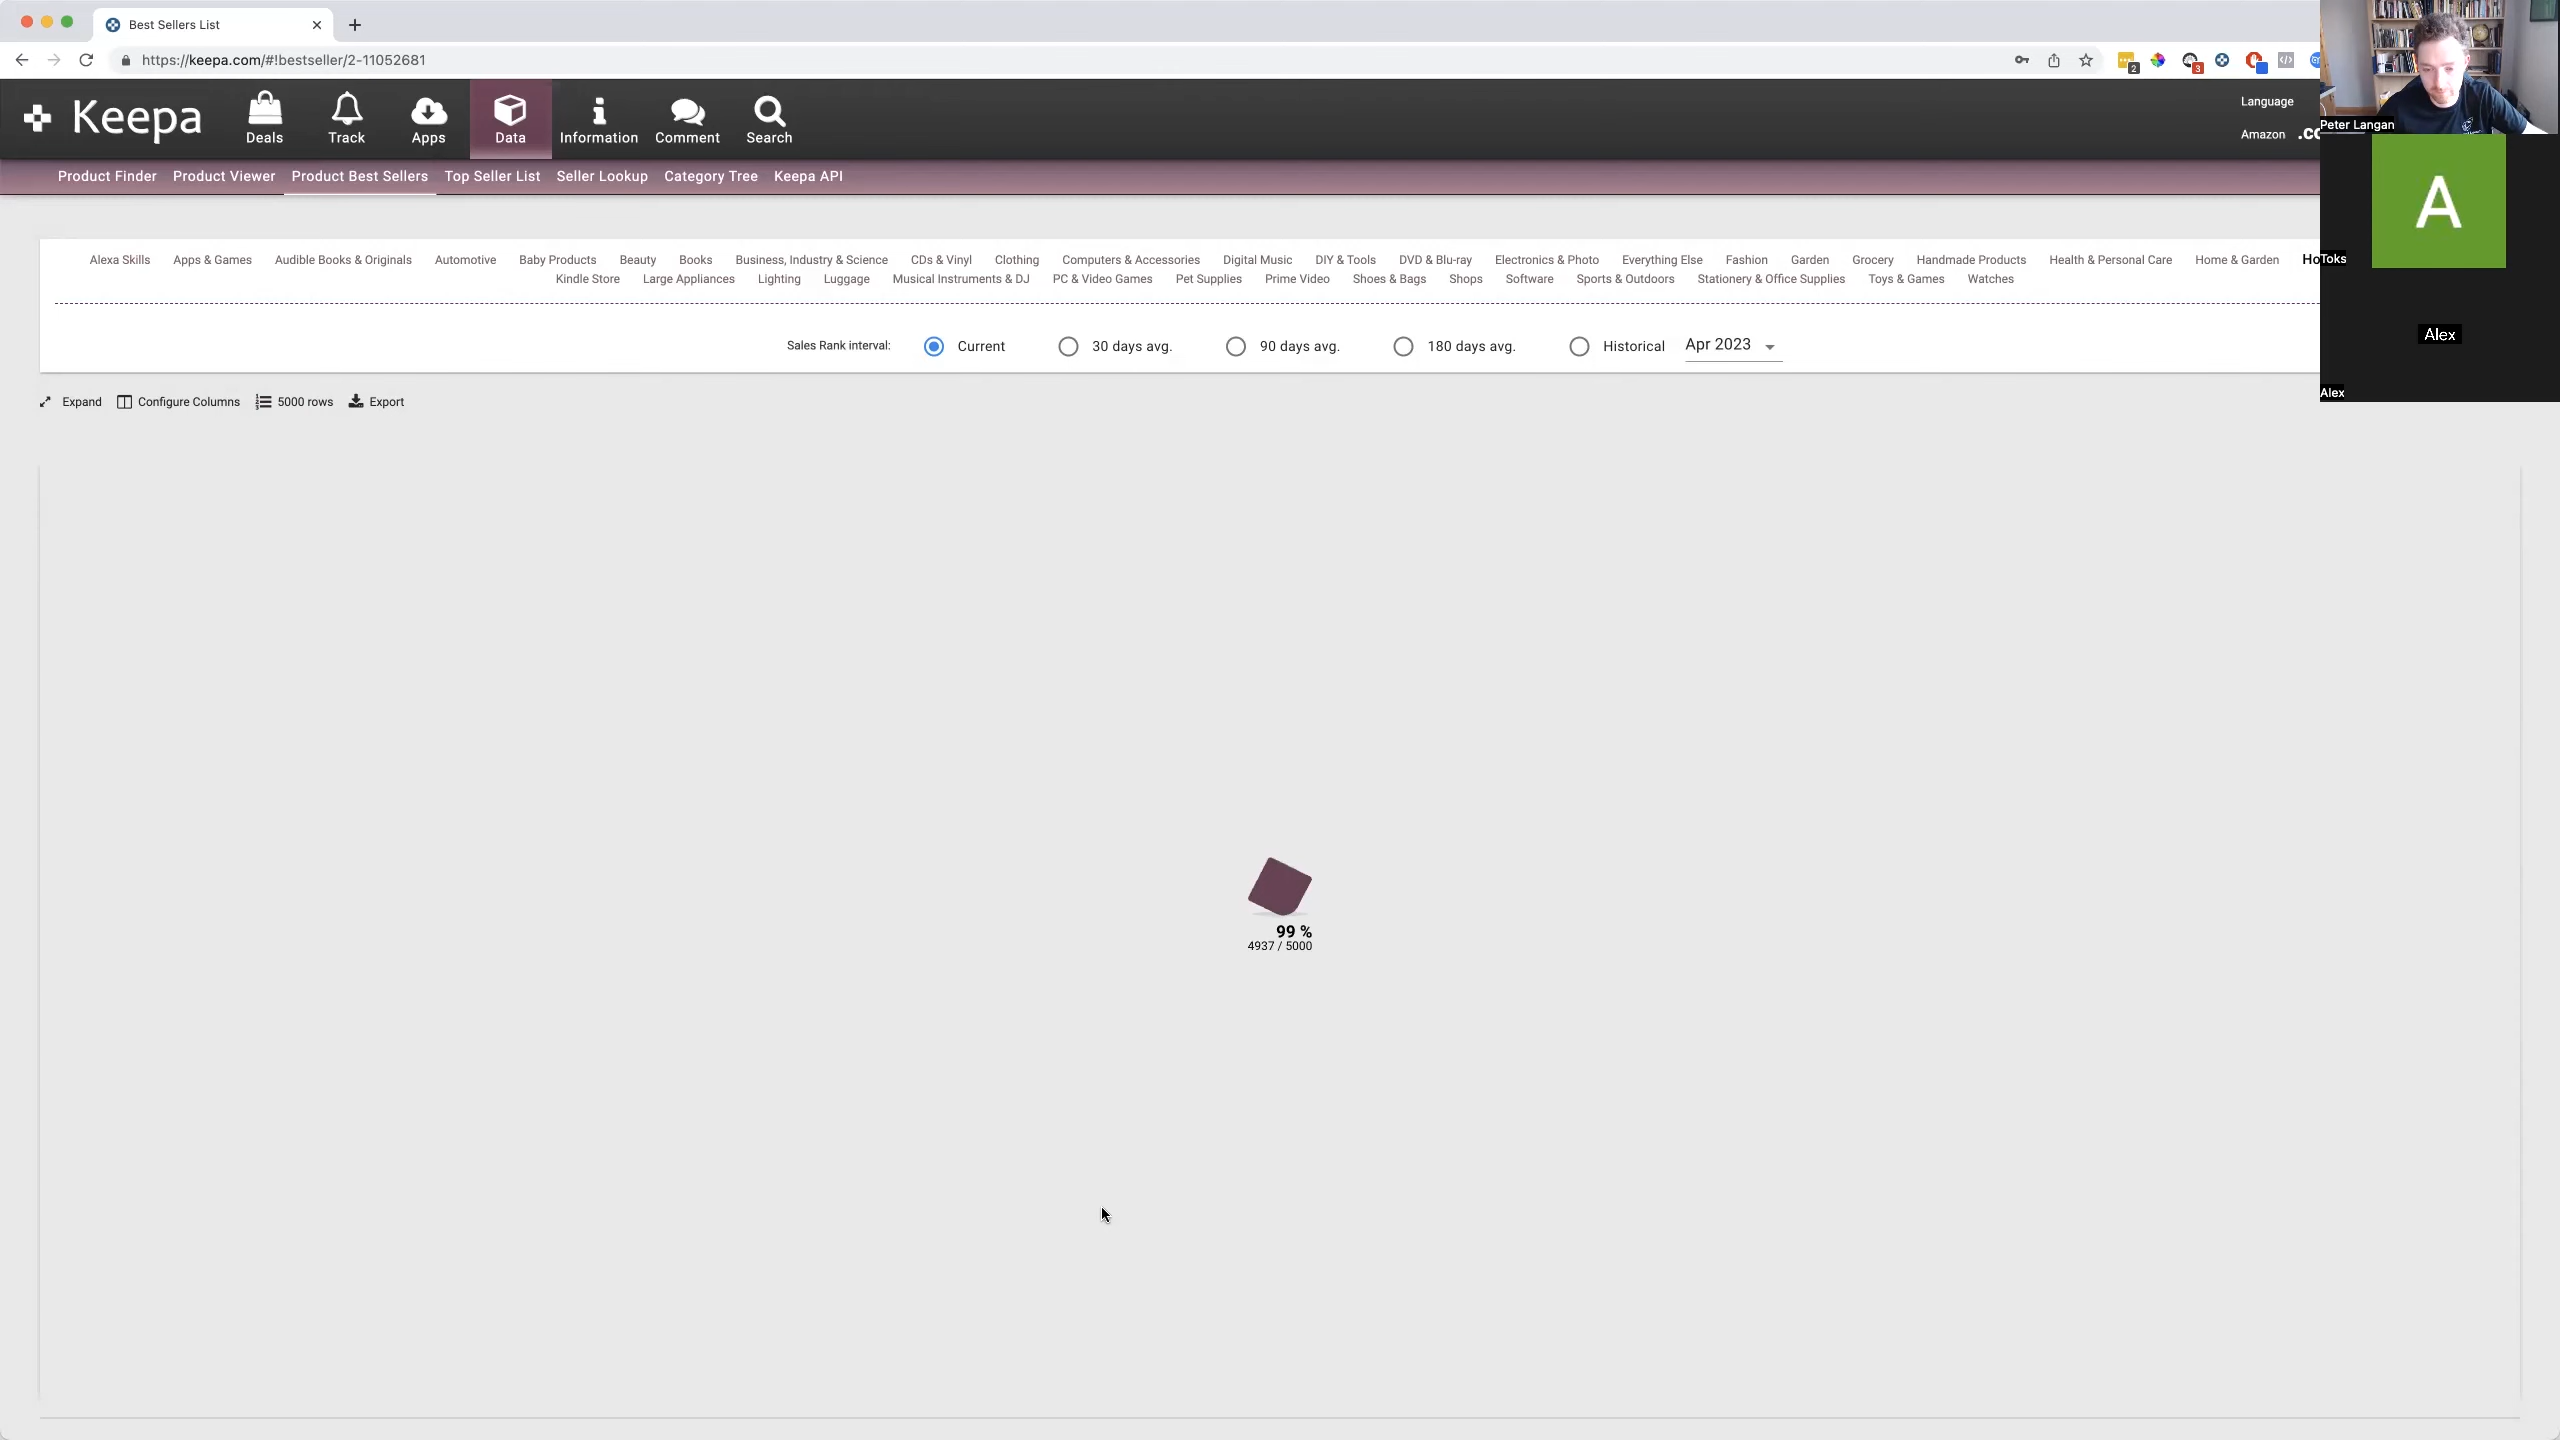 Best Sellers List
https://keepa.com/#!bestseller/2-11052681
2
3
Keepa
Deals
Track
Apps
Data
Information
Comment
Search
Language
Amazon
Peter Langan
Product Finder
Product Viewer
Product Best Sellers
Top Seller List
Seller Lookup
Category Tree
Keepa API
A
Toks
Alex
Alex
Alexa Skills Apps & Games Audible Books & Originals Automotive Baby Products Beauty Books Business, Industry & Science CDs & Vinyl Clothing Computers & Accessories Digital Music DIY & Tools DVD & Blu-ray Electronics & Photo Everything Else Fashion Garden Grocery Handmade Products Health & Personal Care Home & Garden Ho
Kindle Store Large Appliances Lighting Luggage Musical Instruments & DJ PC & Video Games Pet Supplies Prime Video Shoes & Bags Shops Software Sports & Outdoors Stationery & Office Supplies Toys & Games Watches
Sales Rank interval: Current 30 days avg. 90 days avg. 180 days avg. Historical Apr 2023
Expand Configure Columns 5000 rows Export
99 %
4937 / 5000